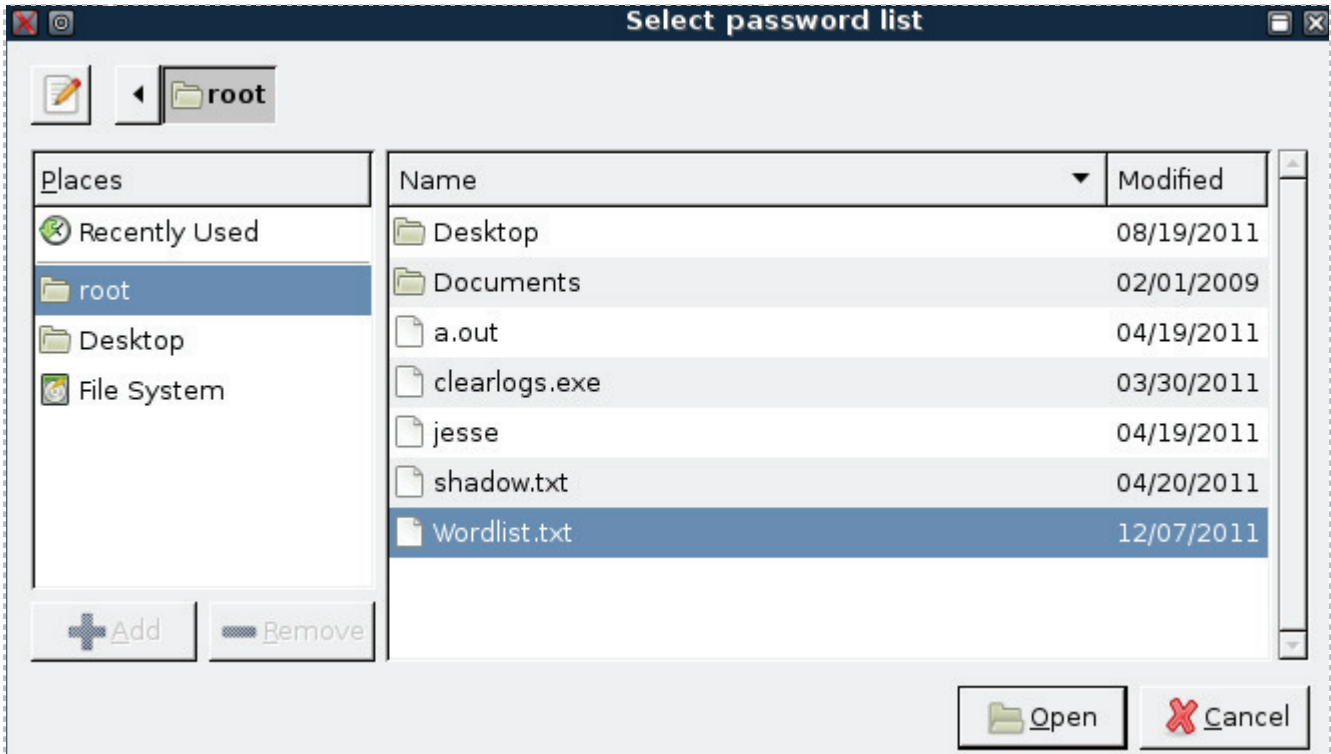 Select password list
root
Places
Recently Used
root
Desktop
File System
Add
Remove
Name Modified
Desktop 08/19/2011
Documents 02/01/2009
a.out 04/19/2011
clearlogs.exe 03/30/2011
jesse 04/19/2011
shadow.txt 04/20/2011
Wordlist.txt 12/07/2011
Open
Cancel